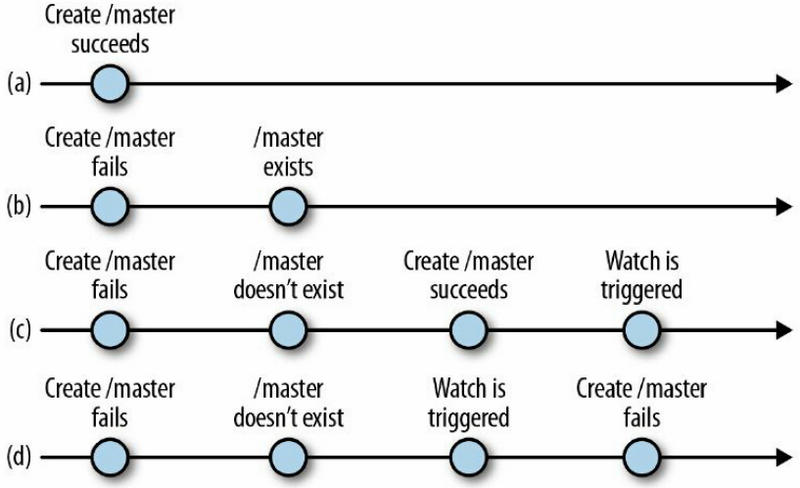 Create /master
succeeds
(a)
Create /master
fails
/master
exists
(b)
Create /master
fails
/master
doesn't exist
Create /master
succeeds
Watch is
triggered
(c)
Create /master
fails
/master
doesn't exist
Watch is
triggered
Create /master
fails
(d)